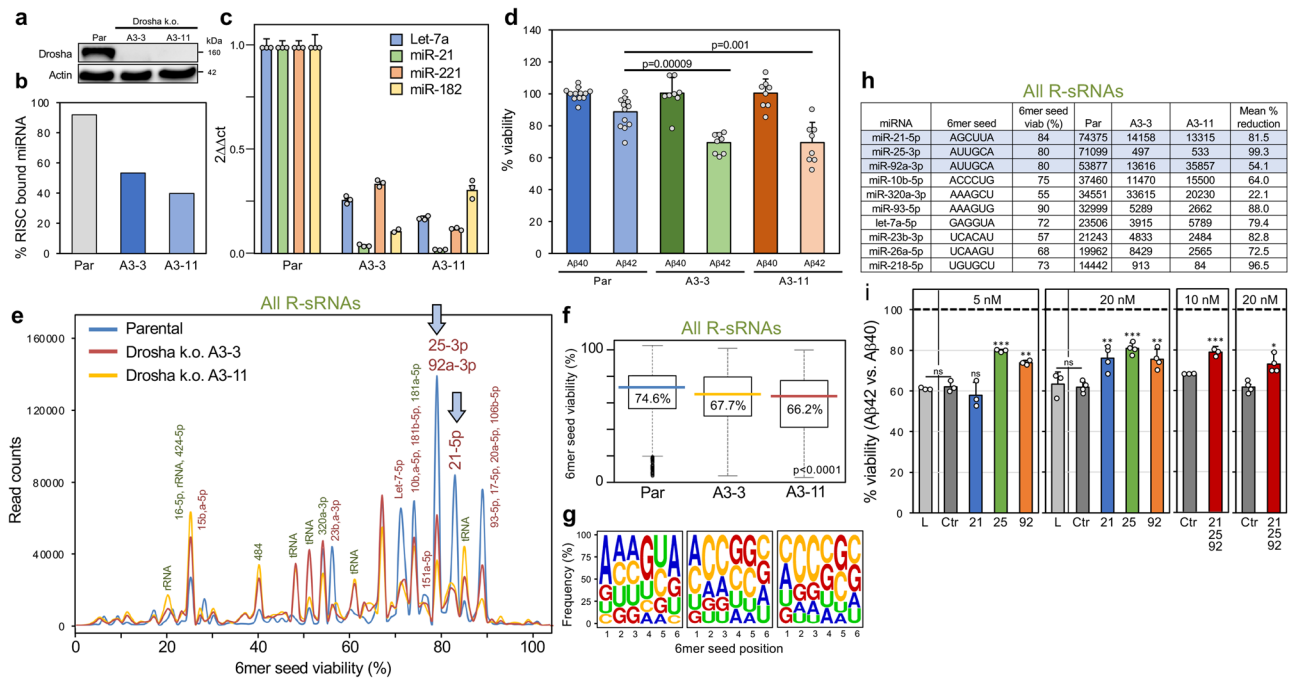 a
Drosha k.o.
Par A3-3 A3-11 kDa
Drosha 160
Actin 42
b
% RISC bound miRNA
100
80
60
40
20
0
Par A3-3 A3-11
c
2ΔΔct
1.0
0.5
0.0
Let-7a
miR-21
miR-221
miR-182
Par A3-3 A3-11
d
% viability
140
120
100
80
60
40
20
0
p=0.001
p=0.00009
Aβ40 Aβ42 Aβ40 Aβ42 Aβ40 Aβ42
Par A3-3 A3-11
e
All R-sRNAs
Read counts
160000
120000
80000
40000
0
Parental
Drosha k.o. A3-3
Drosha k.o. A3-11
25-3p
92a-3p
21-5p
rRNA
16-5p, rRNA, 424-5p
15b,a-5p
484
tRNA
tRNA
320a-3p
23b,a-3p
tRNA
Let-7-5p
10b,a-5p, 181b-5p, 181a-5p
151a-5p
tRNA
93-5p, 17-5p, 20a-5p, 106b-5p
0 20 40 60 80 100
6mer seed viability (%)
f
All R-sRNAs
6mer seed viability (%)
100
50
0
74.6% 67.7% 66.2%
p<0.0001
Par A3-3 A3-11
g
Frequency (%)
100
75
50
25
0
1 2 3 4 5 6 1 2 3 4 5 6 1 2 3 4 5 6
6mer seed position
h
All R-sRNAs
miRNA 6mer seed 6mer seed viab (%) Par A3-3 A3-11 Mean % reduction
miR-21-5p AGCUUA 84 74375 14158 13315 81.5
miR-25-3p AUUGCA 80 71099 497 533 99.3
miR-92a-3p AUUGCA 80 53877 13616 35857 54.1
miR-10b-5p ACCCUG 75 37460 11470 15500 64.0
miR-320a-3p AAAGCU 55 34551 33615 20230 22.1
miR-93-5p AAAGUG 90 32999 5289 2662 88.0
let-7a-5p GAGGUA 72 23506 3915 5789 79.4
miR-23b-3p UCACAU 57 21243 4833 2484 82.8
miR-26a-5p UCAAGU 68 19962 8429 2565 72.5
miR-218-5p UGUGCU 73 14442 913 84 96.5
i
% viability (Aβ42 vs. Aβ40)
100
80
60
40
20
0
5 nM 20 nM 10 nM 20 nM
ns ns *** **
ns ** *** **
***
*
L Ctr 21 25 92 L Ctr 21 25 92 Ctr 21 Ctr 21
25 25
92 92